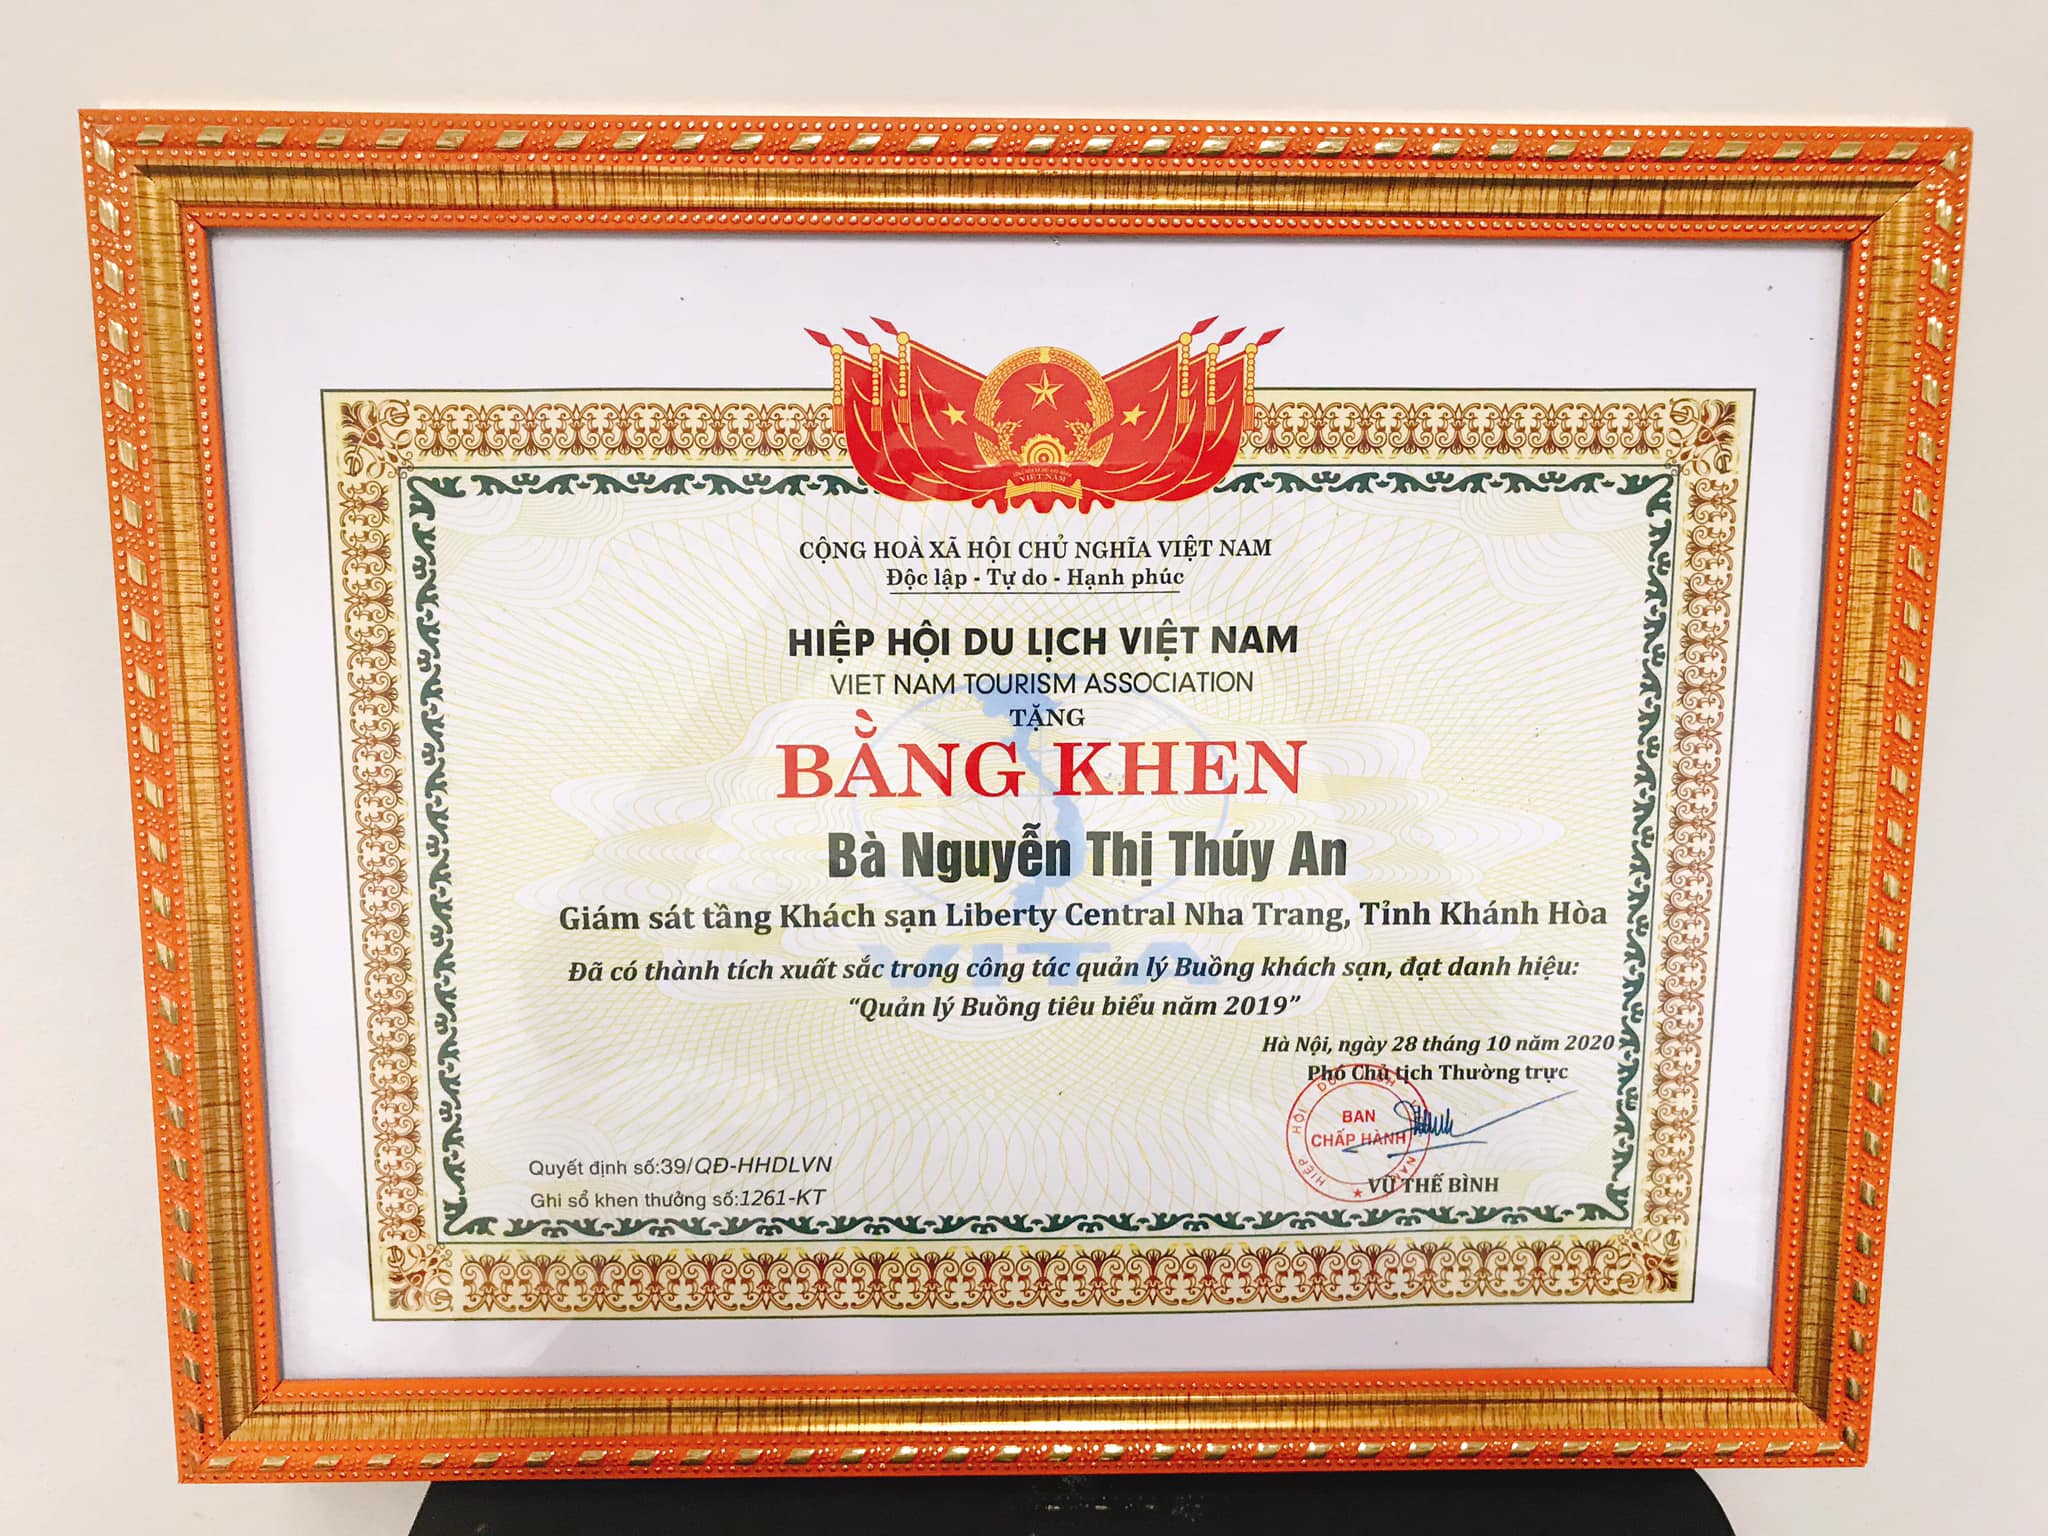 CỘNG HOÀ XÃ HỘI CHỦ NGHĨA VIỆT NAM
Độc lập - Tự do - Hạnh phúc
HIỆP HỘI DU LỊCH VIỆT NAM
VIET NAM TOURISM ASSOCIATION
TẶNG
BẰNG KHEN
Bà Nguyễn Thị Thúy An
Giám sát tầng Khách sạn Liberty Central Nha Trang, Tỉnh Khánh Hòa
VITA
Đã có thành tích xuất sắc trong công tác quản lý Buồng khách sạn, đạt danh hiệu:
“Quản lý Buồng tiêu biểu năm 2019”
Hà Nội, ngày 28 tháng 10 năm 2020
Phó Chủ tịch Thường trực
BAN
CHẤP HÀNH
VŨ THẾ BÌNH
Quyết định số:39/QĐ-HHDLVN
Ghi sổ khen thưởng số:1261-KT